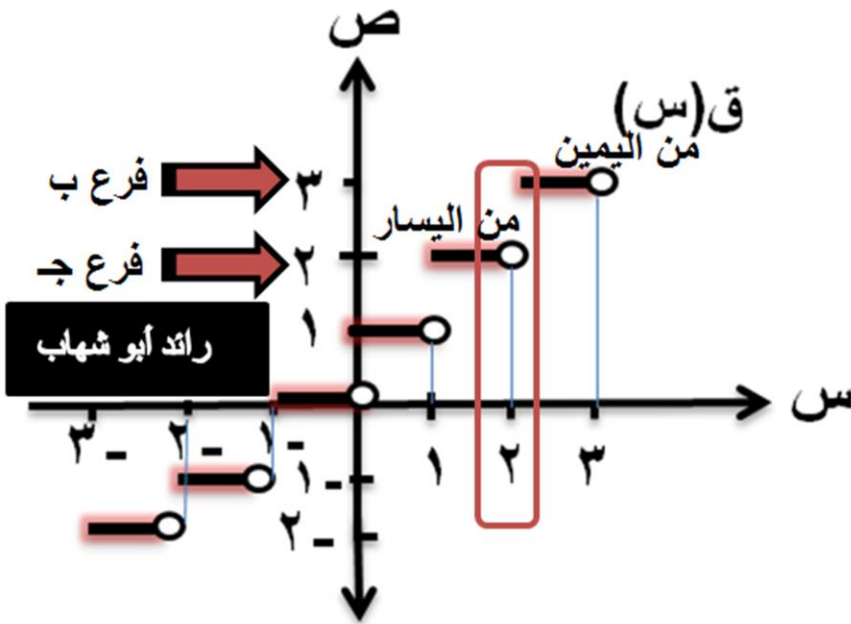 ص
ق(س)
من اليمين
فرع ب
٣
من اليسار
فرع جـ
٢
١
رائد أبو شهاب
س
-٣
-٢
-١
١
٢
٣
-١
-٢